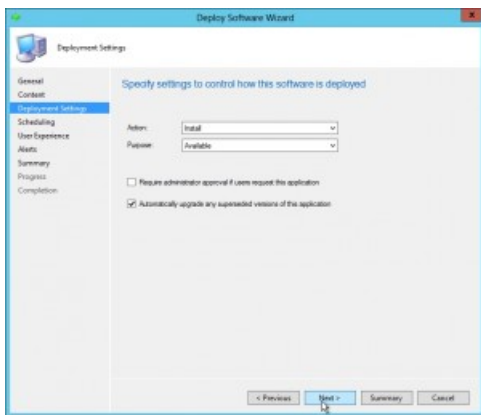 Deploy Software Wizard
x
Deployment Settings
General
Content
Deployment Settings
Scheduling
User Experience
Alerts
Summary
Progress
Completion
Specify settings to control how this software is deployed
Action: Install
Purpose: Available
Require administrator approval if users request this application
Automatically upgrade any superseded versions of this application
< Previous Next > Summary Cancel